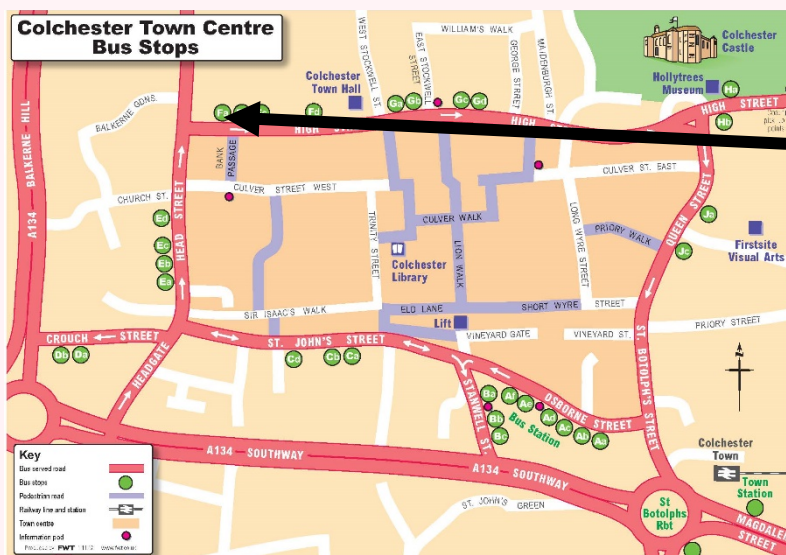 Colchester Town Centre
Bus Stops
WILLIAM'S WALK
WEST STOCKWELL ST.
EAST STOCKWELL
STREET
GEORGE STREET
MAIDENBURGH ST.
Colchester
Castle
Colchester
Town Hall
Hollytrees
Museum
Ha
HIGH STREET
Hb
BALKERNE GDNS.
BALKERNE HILL
A134
Fa
Fd
Ga
Gb
Gc
Gd
HIGH
HIGH
BANK
PASSAGE
CULVER ST. EAST
CHURCH ST.
CULVER STREET WEST
Ed
Ec
Eb
Ea
HEAD STREET
TRINITY STREET
CULVER WALK
LION WALK
LONG WYRE
STREET
PRIORY WALK
QUEEN STREET
Ja
Jc
Firstsite
Visual Arts
Colchester
Library
SIR ISAAC'S WALK
ELD LANE
SHORT WYRE
Lift
VINEYARD GATE
VINEYARD ST.
PRIORY STREET
CROUCH STREET
Db
Da
HEADGATE
ST. JOHN'S STREET
Cd
Cb
Ca
ST. BOTOLPH'S STREET
N
STANWELL ST.
OSBORNE STREET
Ba
Bb
Bc
Af
Ae
Ad
Ac
Ab
Aa
Bus Station
A134 SOUTHWAY
A134 SOUTHWAY
ST. JOHN'S
GREEN
St
Botolphs
Rbt
Colchester
Town
Town
Station
MAGDALEN
STREET
Key
Bus served road
Bus stops
Pedestrian road
Railway line and station
Town centre
Information pod